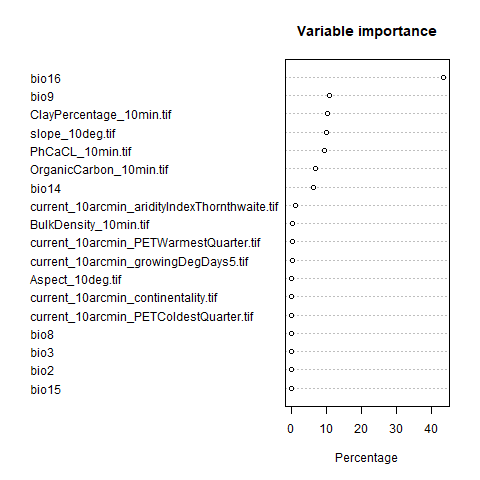 Variable importance
bio16
bio9
ClayPercentage_10min.tif
slope_10deg.tif
PhCaCL_10min.tif
OrganicCarbon_10min.tif
bio14
current_10arcmin_aridityIndexThornthwaite.tif
BulkDensity_10min.tif
current_10arcmin_PETWarmestQuarter.tif
current_10arcmin_growingDegDays5.tif
Aspect_10deg.tif
current_10arcmin_continentality.tif
current_10arcmin_PETColdestQuarter.tif
bio8
bio3
bio2
bio15
0 10 20 30 40
Percentage